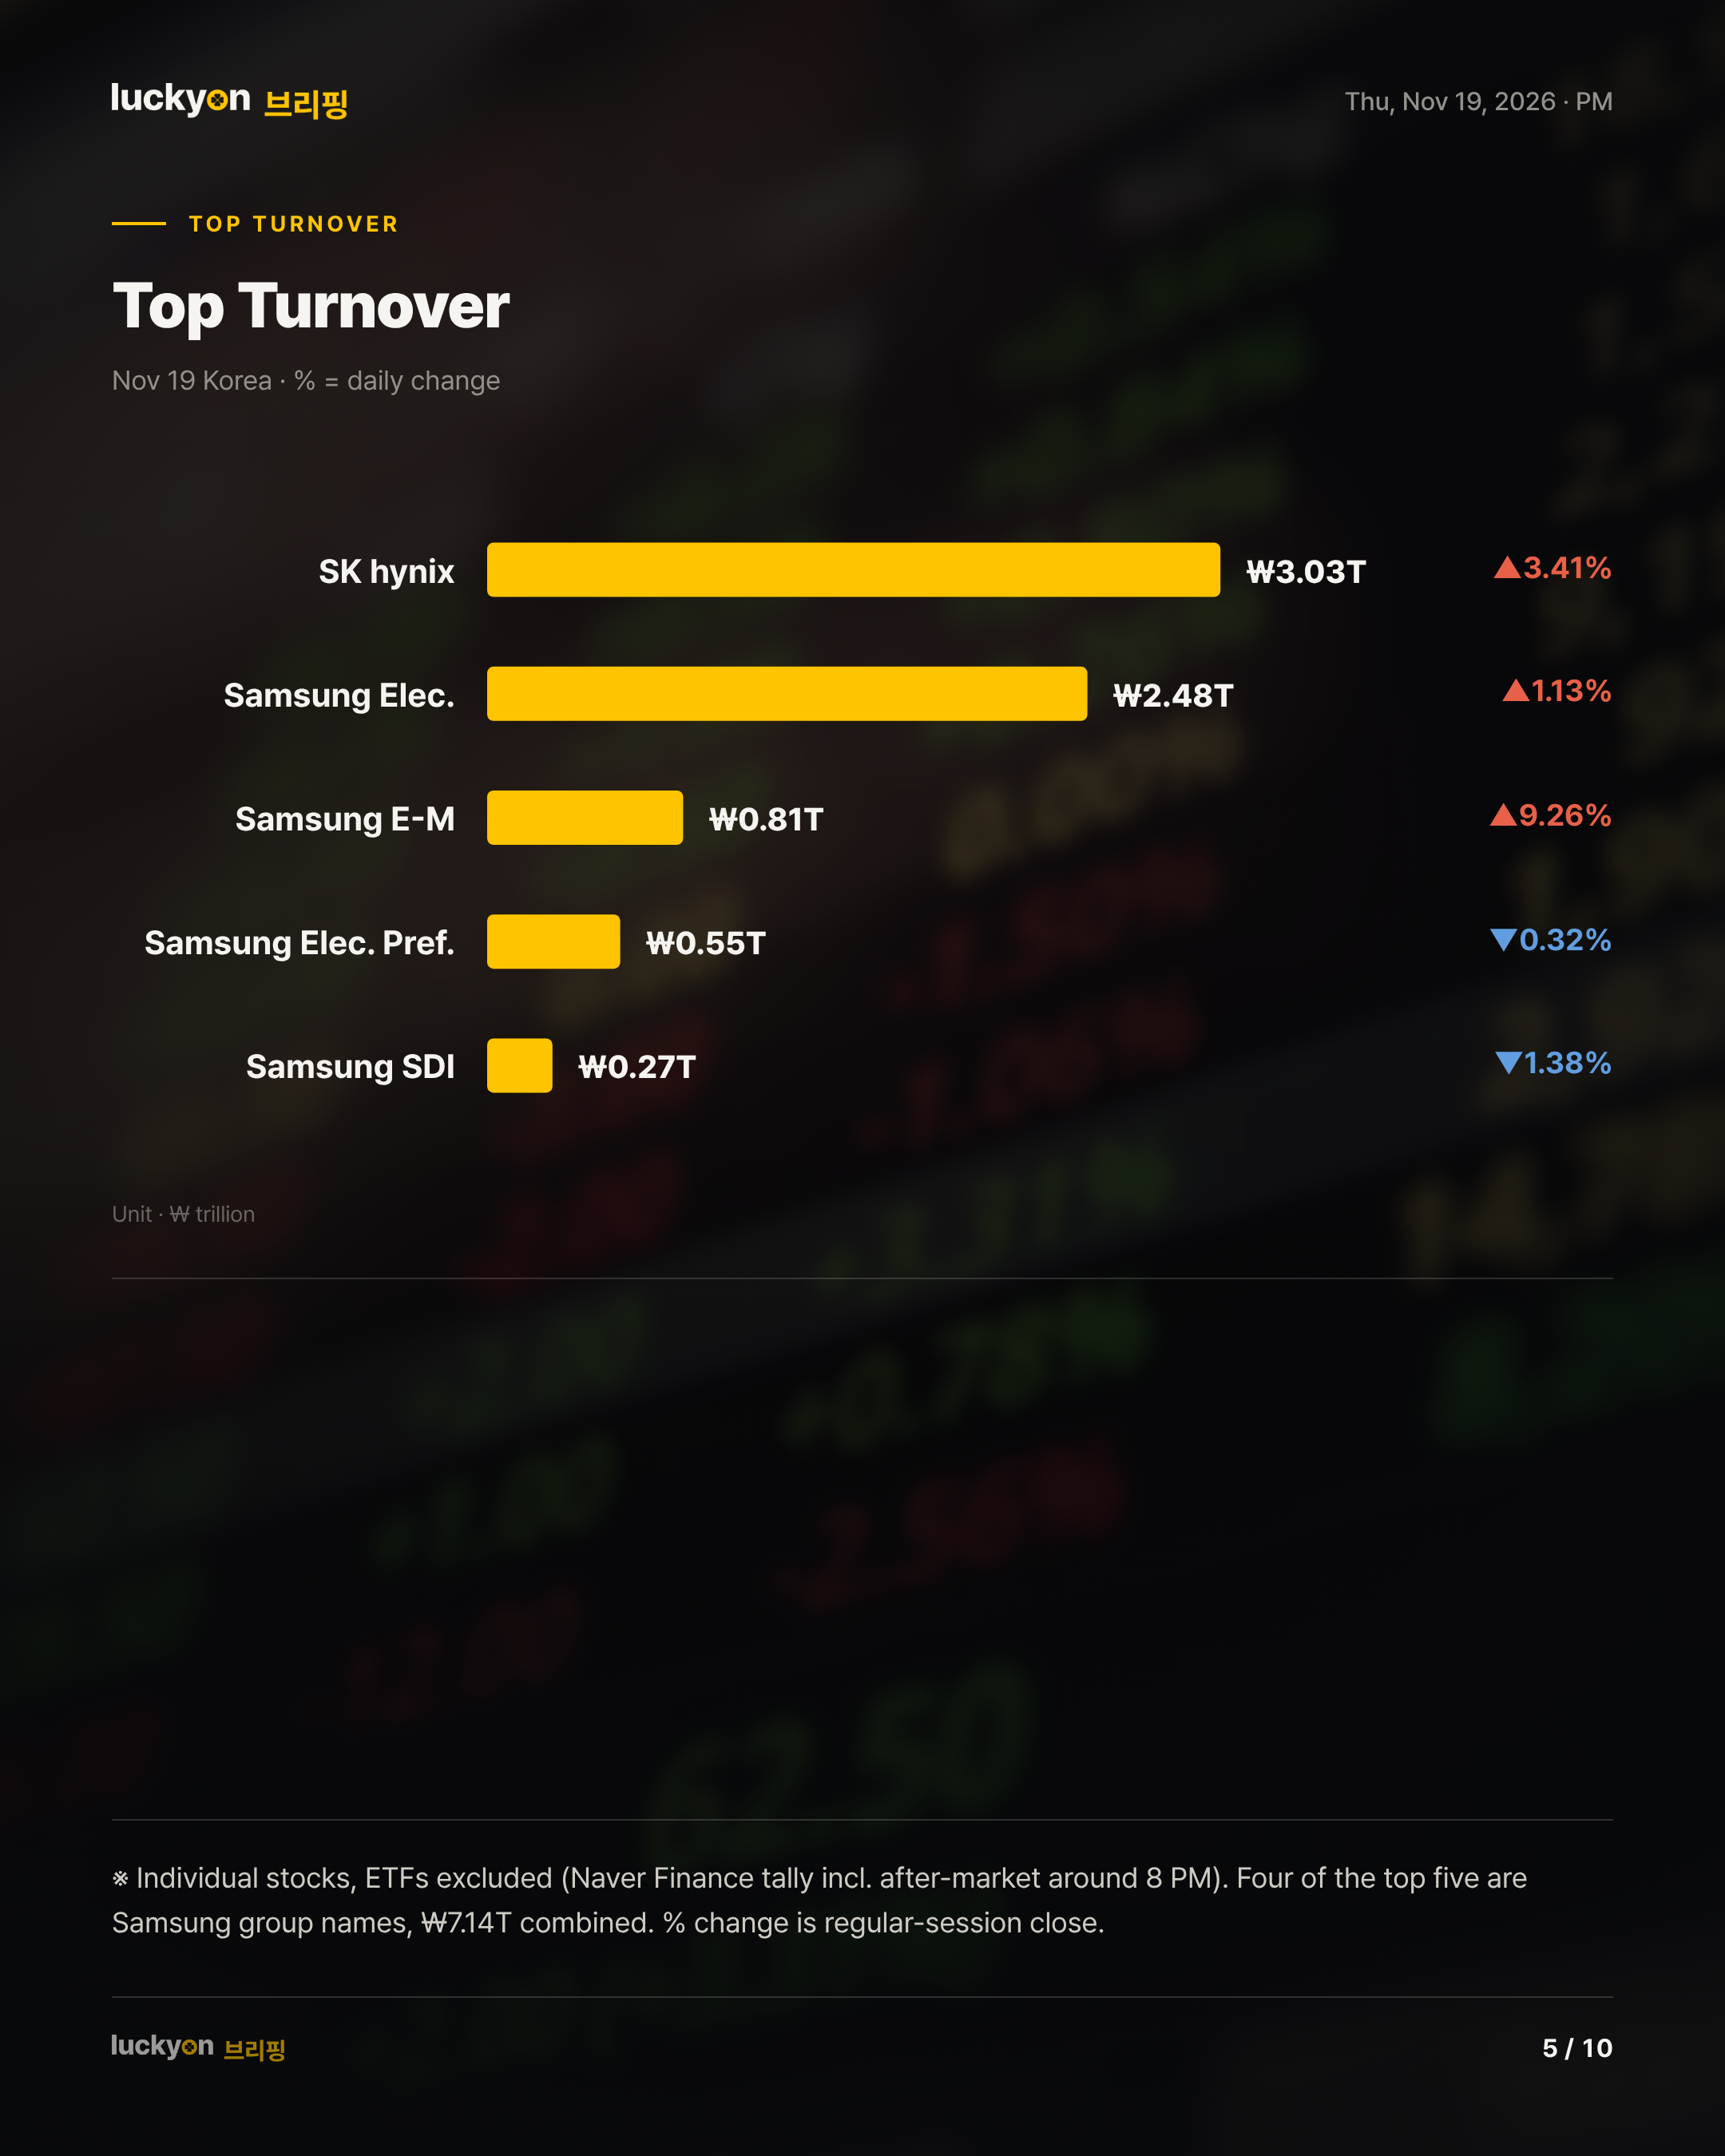 luckyon 브리핑
Thu, Nov 19, 2026 · PM
TOP TURNOVER
Top Turnover
Nov 19 Korea · % = daily change
SK hynix ₩3.03T ▲3.41%
Samsung Elec. ₩2.48T ▲1.13%
Samsung E-M ₩0.81T ▲9.26%
Samsung Elec. Pref. ₩0.55T ▼0.32%
Samsung SDI ₩0.27T ▼1.38%
Unit · ₩ trillion
※ Individual stocks, ETFs excluded (Naver Finance tally incl. after-market around 8 PM). Four of the top five are
Samsung group names, ₩7.14T combined. % change is regular-session close.
luckyon 브리핑
5 / 10